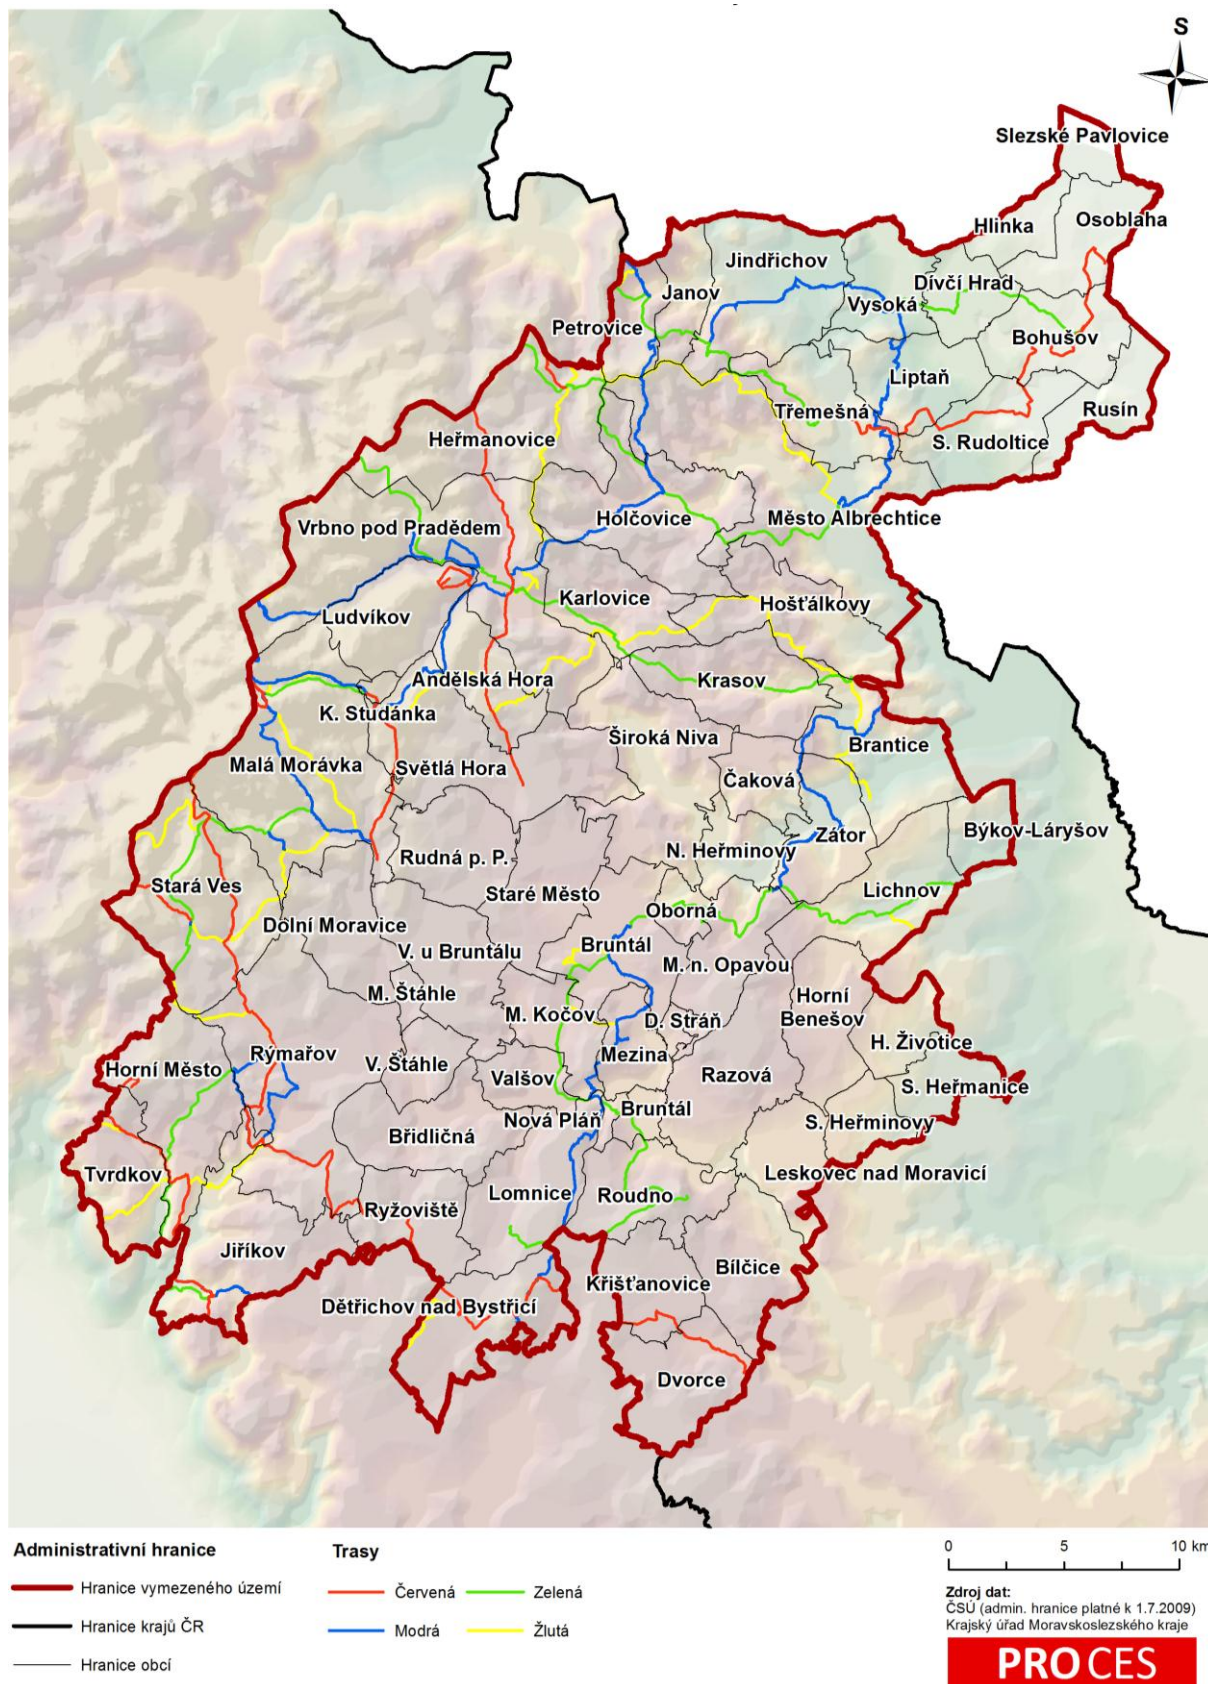 S
Slezské Pavlovice
Hlinka
Osoblaha
Jindřichov
Dívčí Hrad
Janov
Vysoká
Petrovice
Bohušov
Liptaň
Třemešná
Rusín
Heřmanovice
S. Rudoltice
Vrbno pod Pradědem
Holčovice
Město Albrechtice
Karlovice
Hošťálkovy
Ludvíkov
Andělská Hora
Krasov
K. Studánka
Široká Niva
Brantice
Malá Morávka
Světlá Hora
Čaková
Zátor
Býkov-Láryšov
Rudná p. P.
N. Heřminovy
Stará Ves
Staré Město
Lichnov
Oborná
Dolní Moravice
V. u Bruntálu
Bruntál
M. n. Opavou
M. Štáhle
M. Kočov
Horní
Benešov
D. Stráň
Rýmařov
H. Životice
Horní Město
V. Štáhle
Mezina
Valšov
Razová
S. Heřmanice
Nová Pláň
Bruntál
S. Heřminovy
Břidličná
Tvrdkov
Leskovec nad Moravicí
Lomnice
Roudno
Ryžoviště
Jiříkov
Bílčice
Křišťanovice
Dětřichov nad Bystřicí
Dvorce
Administrativní hranice
Hranice vymezeného území
Hranice krajů ČR
Hranice obcí
Trasy
Červená
Zelená
Modrá
Žlutá
0 5 10 km
Zdroj dat:
ČSÚ (admin. hranice platné k 1.7.2009)
Krajský úřad Moravskoslezského kraje
PROCES